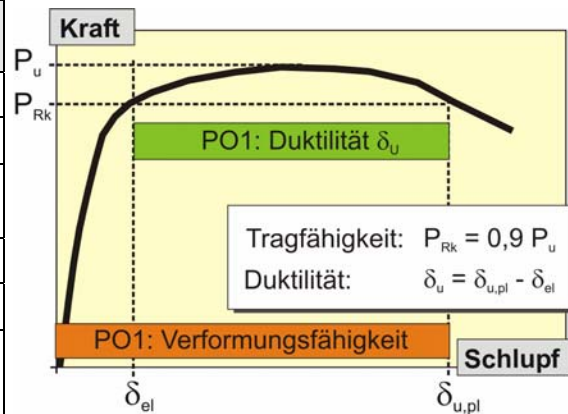 Kraft
P_u
P_Rk
PO1: Duktilität δ_U
Tragfähigkeit: P_Rk = 0,9 P_u
Duktilität: δ_u = δ_u,pl - δ_el
PO1: Verformungsfähigkeit
Schlupf
δ_el δ_u,pl